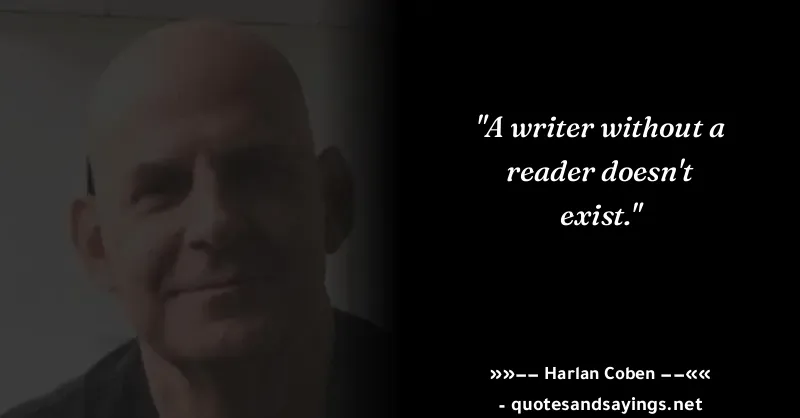 "A writer without a
reader doesn't
exist."
»»–– Harlan Coben ––««
- quotesandsayings.net